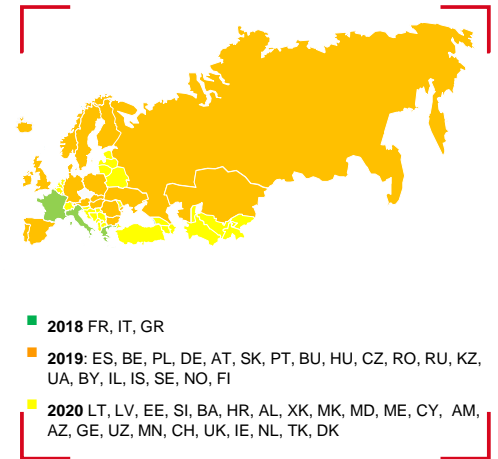 2018 FR, IT, GR
2019: ES, BE, PL, DE, AT, SK, PT, BU, HU, CZ, RO, RU, KZ,
UA, BY, IL, IS, SE, NO, FI
2020 LT, LV, EE, SI, BA, HR, AL, XK, MK, MD, ME, CY, AM,
AZ, GE, UZ, MN, CH, UK, IE, NL, TK, DK